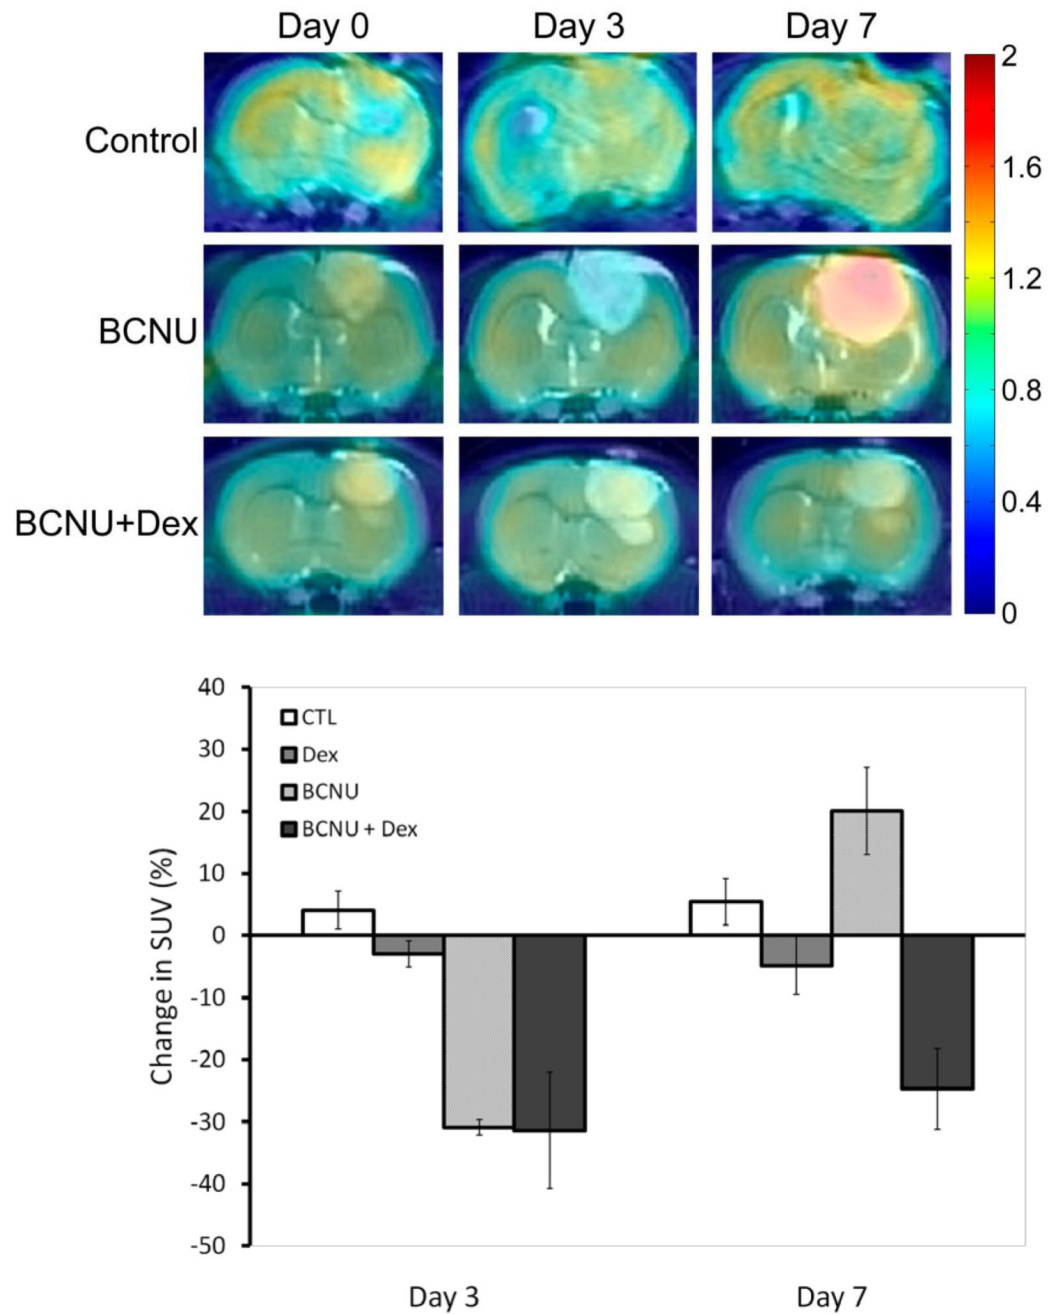 Day 0 Day 3 Day 7
2
Control
1.6
1.2
BCNU
0.8
0.4
BCNU+Dex
0
40
CTL
30
Dex
BCNU
20
BCNU + Dex
10
0
-10
-20
-30
-40
-50
Change in SUV (%)
Day 3 Day 7